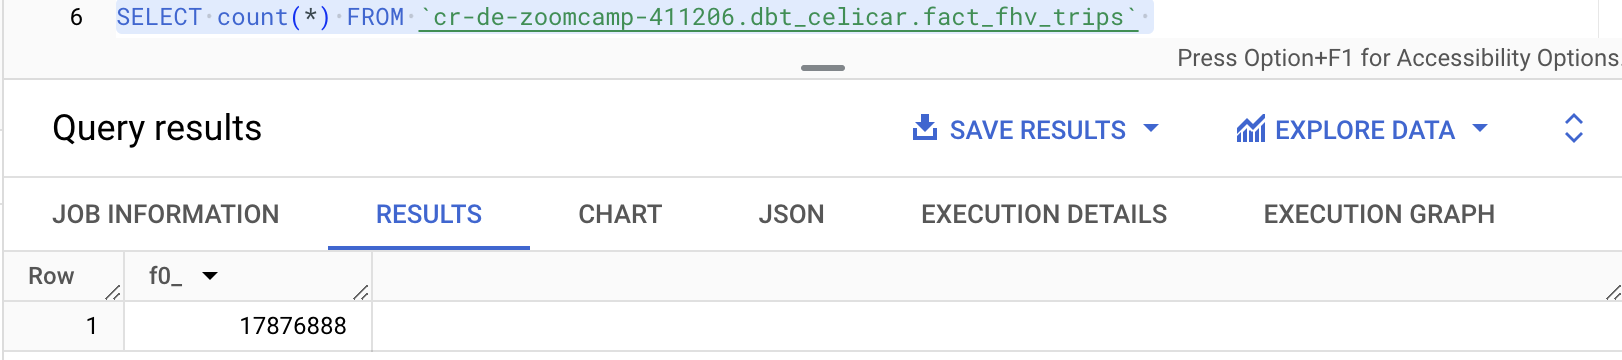 6 SELECT count(*) FROM `cr-de-zoomcamp-411206.dbt_celicar.fact_fhv_trips`
Press Option+F1 for Accessibility Options.
Query results SAVE RESULTS EXPLORE DATA
JOB INFORMATION RESULTS CHART JSON EXECUTION DETAILS EXECUTION GRAPH
Row f0_
1 17876888